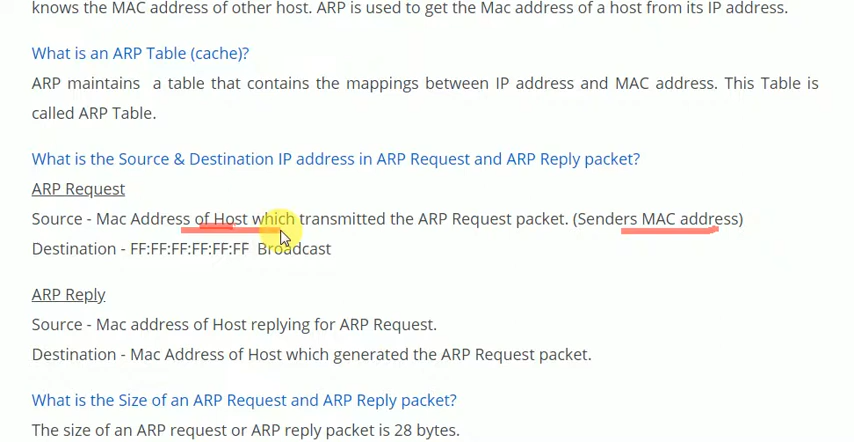 knows the MAC address of other host. ARP is used to get the Mac address of a host from its IP address.
What is an ARP Table (cache)?
ARP maintains a table that contains the mappings between IP address and MAC address. This Table is
called ARP Table.
What is the Source & Destination IP address in ARP Request and ARP Reply packet?
ARP Request
Source - Mac Address of Host which transmitted the ARP Request packet. (Senders MAC address)
Destination - FF:FF:FF:FF:FF:FF Broadcast
ARP Reply
Source - Mac address of Host replying for ARP Request.
Destination - Mac Address of Host which generated the ARP Request packet.
What is the Size of an ARP Request and ARP Reply packet?
The size of an ARP request or ARP reply packet is 28 bytes.